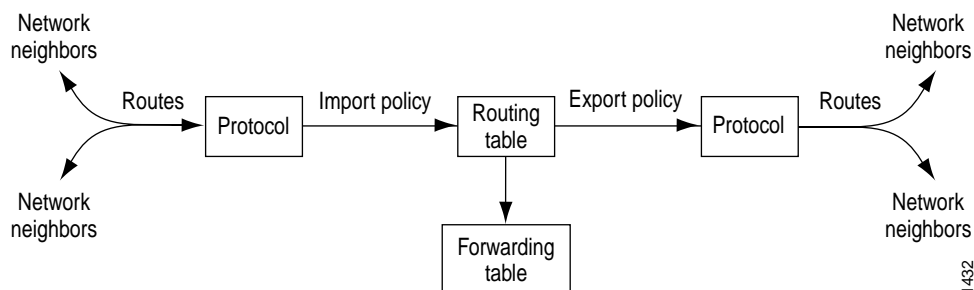 Network
neighbors
Network
neighbors
Routes
Import policy
Export policy
Routes
Protocol
Routing
table
Protocol
Network
neighbors
Network
neighbors
Forwarding
table
1432